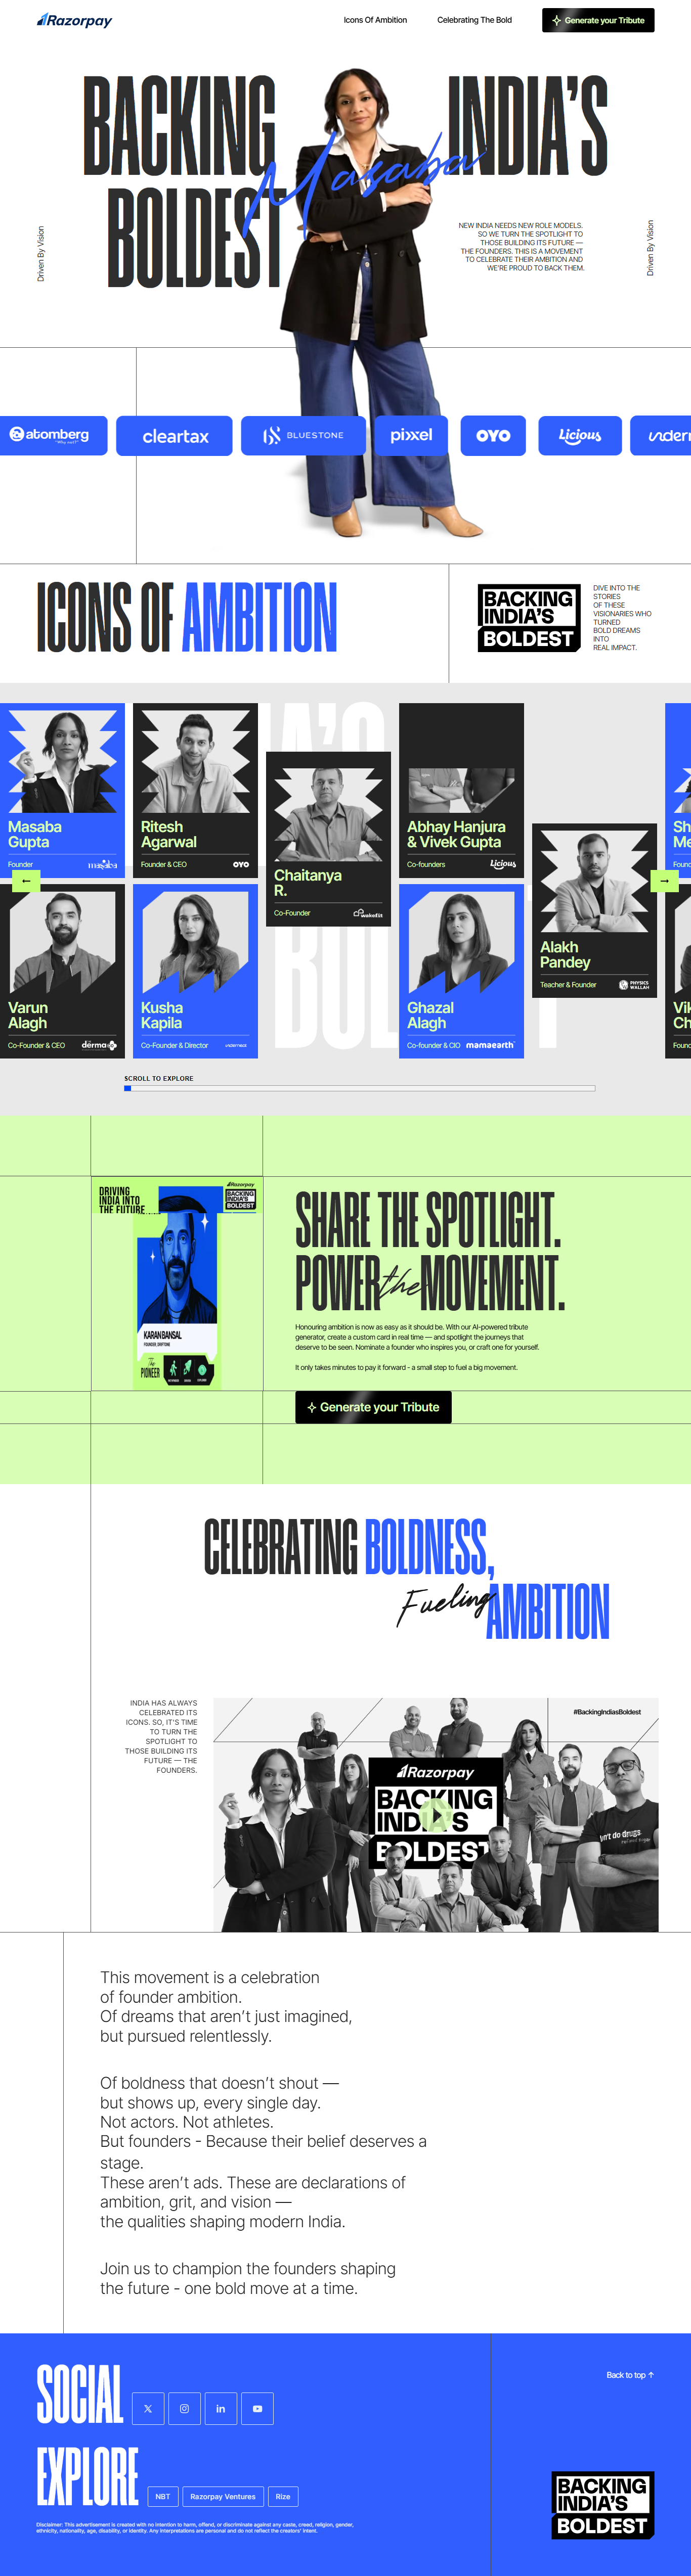 Razorpay
Icons Of Ambition
Celebrating The Bold
Generate your Tribute
BACKING INDIA'S
BOLDEST
Masaba
Driven By Vision
NEW INDIA NEEDS NEW ROLE MODELS.
SO WE TURN THE SPOTLIGHT TO
THOSE BUILDING ITS FUTURE —
THE FOUNDERS. THIS IS A MOVEMENT
TO CELEBRATE THEIR AMBITION AND
WE'RE PROUD TO BACK THEM.
Driven By Vision
atomberg
"Why not?"
cleartax
BLUESTONE
pixxel
OYO
Licious
ICONS OF AMBITION
BACKING
INDIA'S
BOLDEST
DIVE INTO THE
STORIES
OF THESE
VISIONARIES WHO
TURNED
BOLD DREAMS
INTO
REAL IMPACT.
Masaba
Gupta
Founder
masaba
Ritesh
Agarwal
Founder & CEO
OYO
Chaitanya
R.
Co-Founder
wakefit
Abhay Hanjura
& Vivek Gupta
Co-founders
Licious
Alakh
Pandey
Teacher & Founder
PHYSICS
WALLAH
Varun
Alagh
Co-Founder & CEO
derma
Kusha
Kapila
Co-Founder & Director
underneat
Ghazal
Alagh
Co-founder & CIO
mamaearth
SCROLL TO EXPLORE
DRIVING
INDIA INTO
THE FUTURE
Razorpay
BACKING
INDIA'S
BOLDEST
KARAN BANSAL
FOUNDER, DRIFTONE
The
PIONEER
SHARE THE SPOTLIGHT.
POWER the MOVEMENT.
Honouring ambition is now as easy as it should be. With our AI-powered tribute
generator, create a custom card in real time — and spotlight the journeys that
deserve to be seen. Nominate a founder who inspires you, or craft one for yourself.
It only takes minutes to pay it forward - a small step to fuel a big movement.
Generate your Tribute
CELEBRATING BOLDNESS,
Fueling AMBITION
INDIA HAS ALWAYS
CELEBRATED ITS
ICONS. SO, IT'S TIME
TO TURN THE
SPOTLIGHT TO
THOSE BUILDING ITS
FUTURE — THE
FOUNDERS.
#BackingIndiasBoldest
Razorpay
BACKING
INDIA'S
BOLDEST
This movement is a celebration
of founder ambition.
Of dreams that aren't just imagined,
but pursued relentlessly.
Of boldness that doesn't shout —
but shows up, every single day.
Not actors. Not athletes.
But founders - Because their belief deserves a
stage.
These aren't ads. These are declarations of
ambition, grit, and vision —
the qualities shaping modern India.
Join us to champion the founders shaping
the future - one bold move at a time.
SOCIAL
Back to top ↑
EXPLORE
NBT
Razorpay Ventures
Rize
BACKING
INDIA'S
BOLDEST
Disclaimer: This advertisement is created with no intention to harm, offend, or discriminate against any caste, creed, religion, gender,
ethnicity, nationality, age, disability, or identity. Any interpretations are personal and do not reflect the creators' intent.